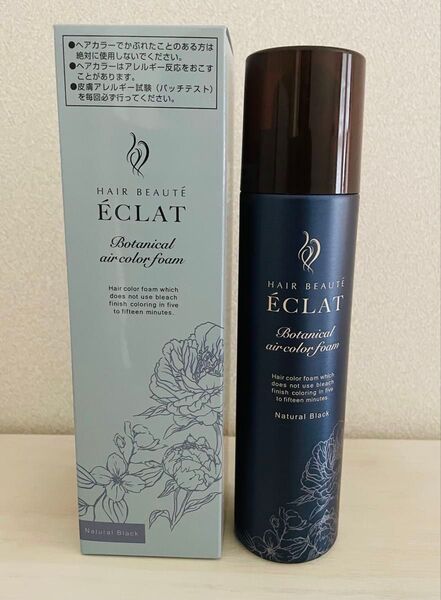 ●ヘアカラーでかぶれたことのある方は
絶対に使用しないでください。
●ヘアカラーはアレルギー反応をおこす
ことがあります。
●皮膚アレルギー試験（パッチテスト）
を毎回必ず行ってください。
HAIR BEAUTÉ
ÉCLAT
Botanical
air color foam
Hair color foam which
does not use bleach
finish coloring in five
to fifteen minutes.
Natural Black
HAIR BEAUTÉ
ÉCLAT
Botanical
air color foam
Hair color foam which
does not use bleach
finish coloring in five
to fifteen minutes.
Natural Black